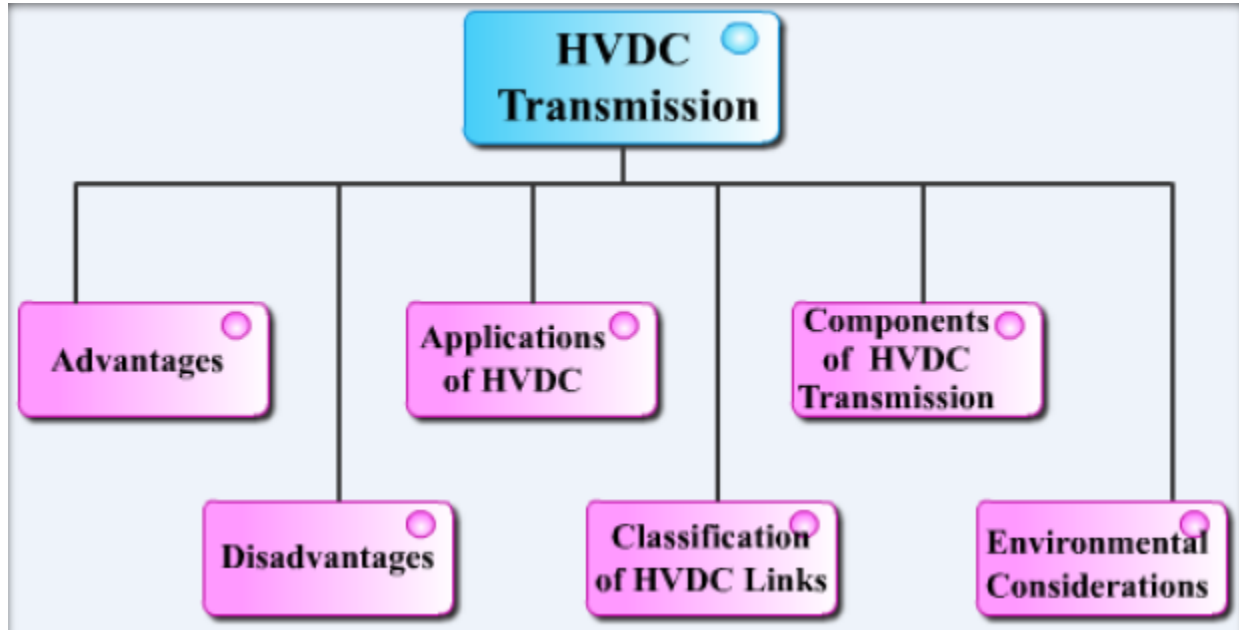 HVDC
Transmission
Advantages
Applications
of HVDC
Components
of HVDC
Transmission
Disadvantages
Classification
of HVDC Links
Environmental
Considerations